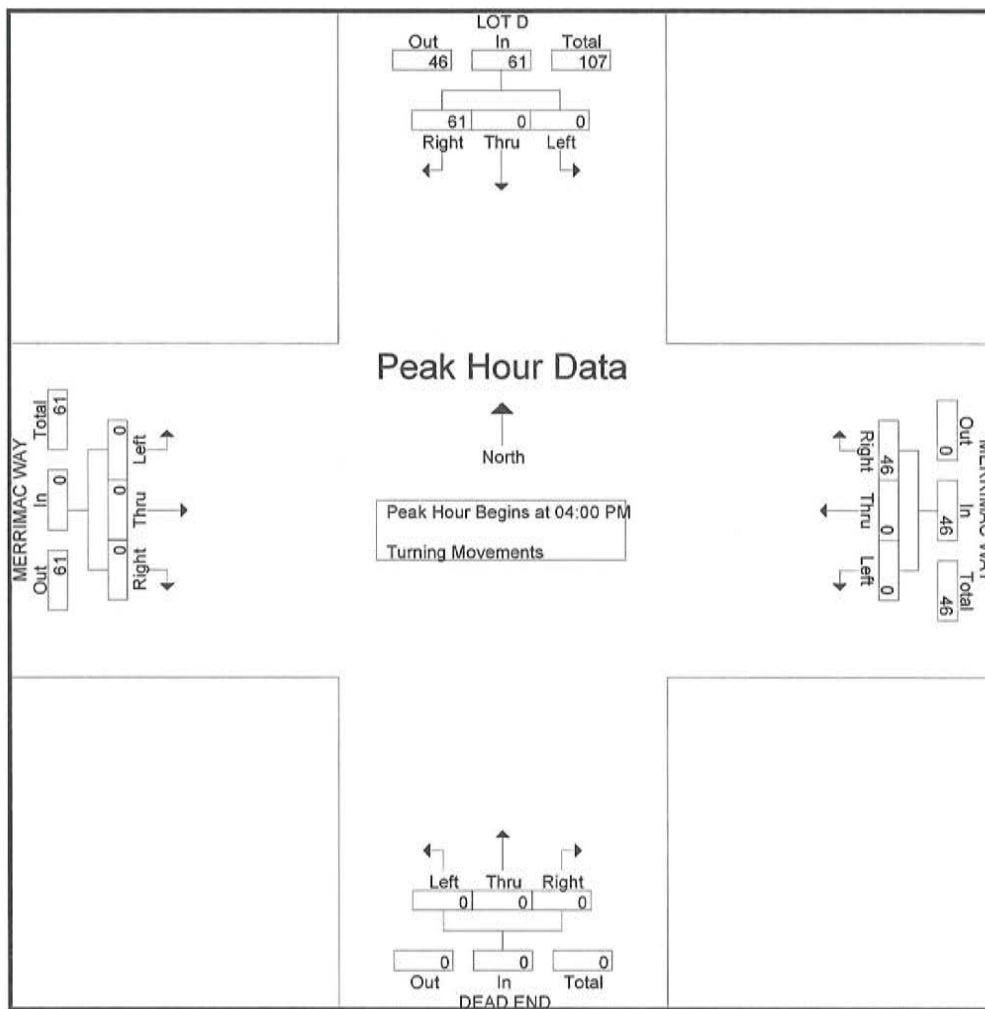 LOT D
Out In Total
46 61 107
61 0 0
Right Thru Left
Peak Hour Data
North
Peak Hour Begins at 04:00 PM
Turning Movements
MERRIMAC WAY
Out In Total
61 0 61
0 0 0
Left Thru Right
MERRIMAC WAY
Out In Total
0 46 46
46 0 0
Right Thru Left
Left Thru Right
0 0 0
0 0 0
Out In Total
DEAD END